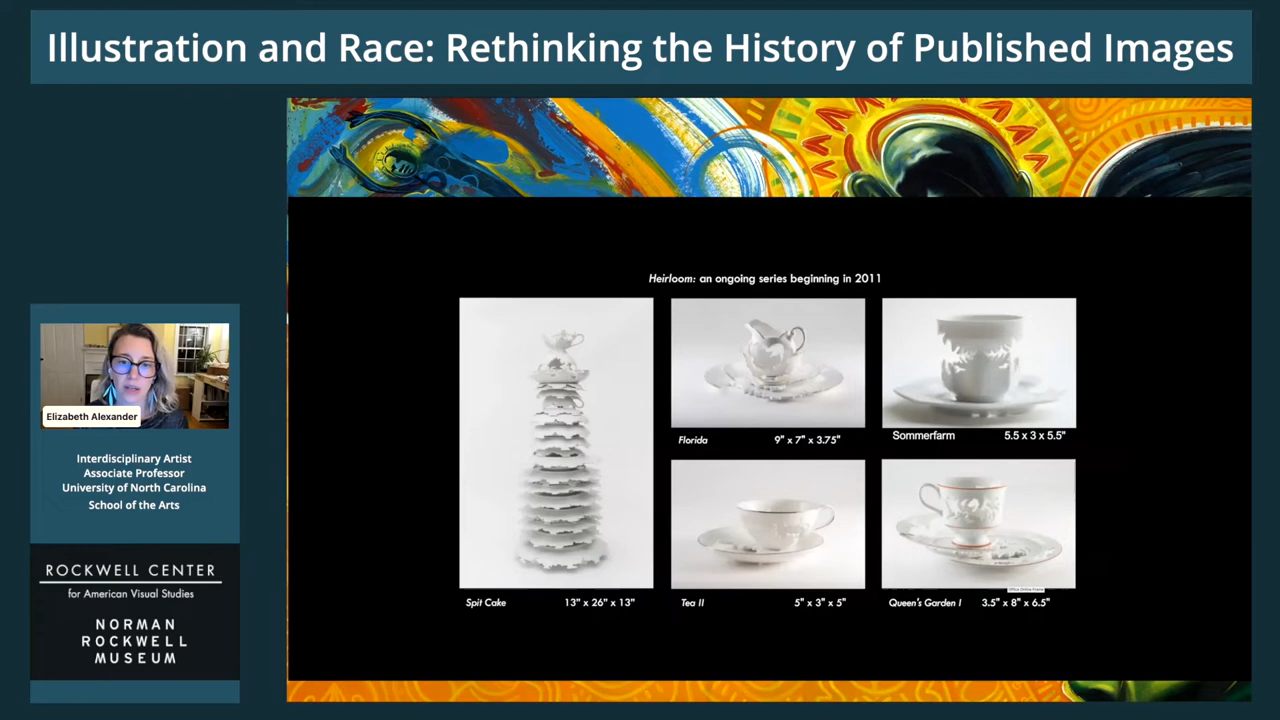 Illustration and Race: Rethinking the History of Published Images
Heirloom: an ongoing series beginning in 2011
Florida 9" x 7" x 3.75"
Sommerfarm 5.5 x 3 x 5.5"
Spit Cake 13" x 26" x 13"
Tea II 5" x 3" x 5"
Queen's Garden I 3.5" x 8" x 6.5"
Elizabeth Alexander
Interdisciplinary Artist
Associate Professor
University of North Carolina
School of the Arts
ROCKWELL CENTER
for American Visual Studies
NORMAN
ROCKWELL
MUSEUM